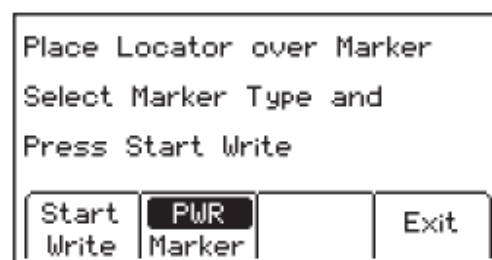 Place Locator over Marker
Select Marker Type and
Press Start Write
Start PWR Exit
Write Marker